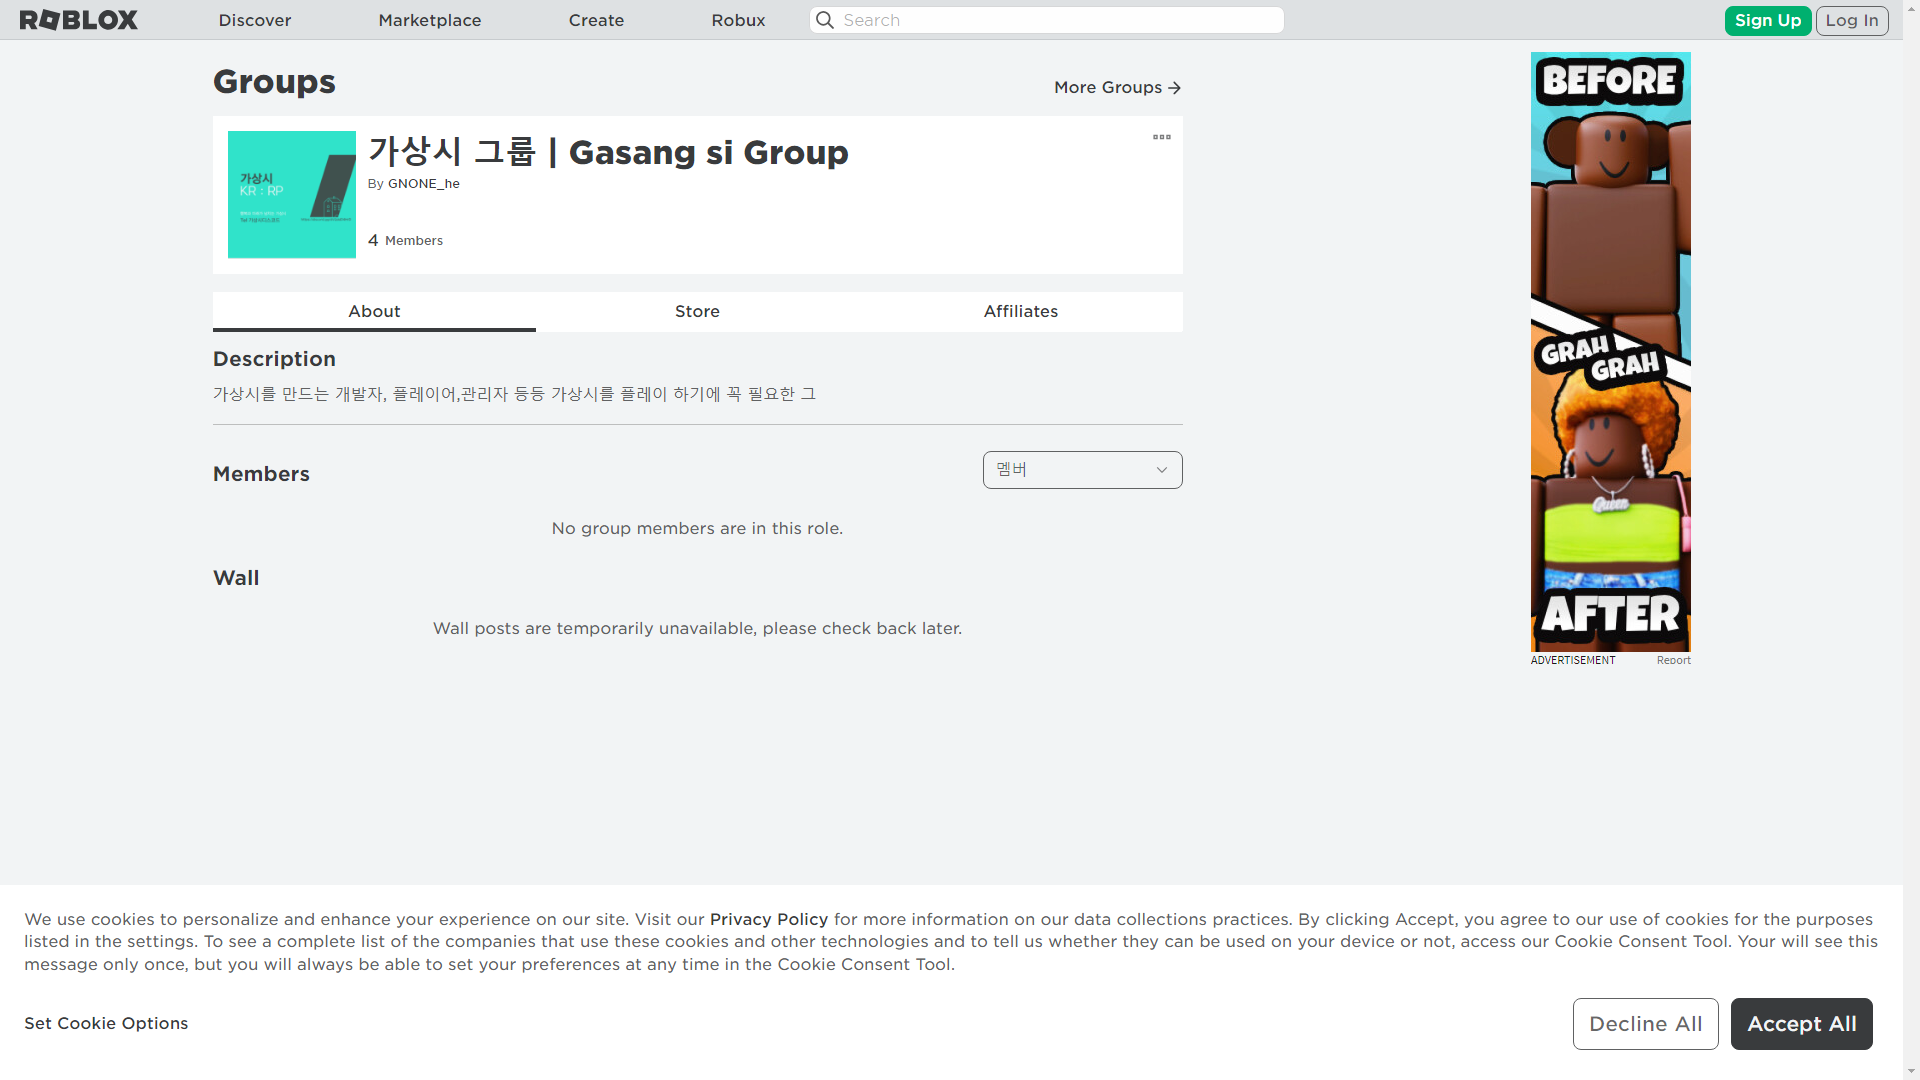 ROBLOX
Discover
Marketplace
Create
Robux
Search
Sign Up
Log In
Groups
More Groups
가상시
KR : RP
가상시 그룹 | Gasang si Group
By GNONE_he
4 Members
About
Store
Affiliates
Description
가상시를 만드는 개발자, 플레이어,관리자 등등 가상시를 플레이 하기에 꼭 필요한 그
Members
멤버
No group members are in this role.
Wall
Wall posts are temporarily unavailable, please check back later.
BEFORE
GRAH
GRAH
Queen
AFTER
ADVERTISEMENT
Report
We use cookies to personalize and enhance your experience on our site. Visit our Privacy Policy for more information on our data collections practices. By clicking Accept, you agree to our use of cookies for the purposes
listed in the settings. To see a complete list of the companies that use these cookies and other technologies and to tell us whether they can be used on your device or not, access our Cookie Consent Tool. Your will see this
message only once, but you will always be able to set your preferences at any time in the Cookie Consent Tool.
Set Cookie Options
Decline All
Accept All